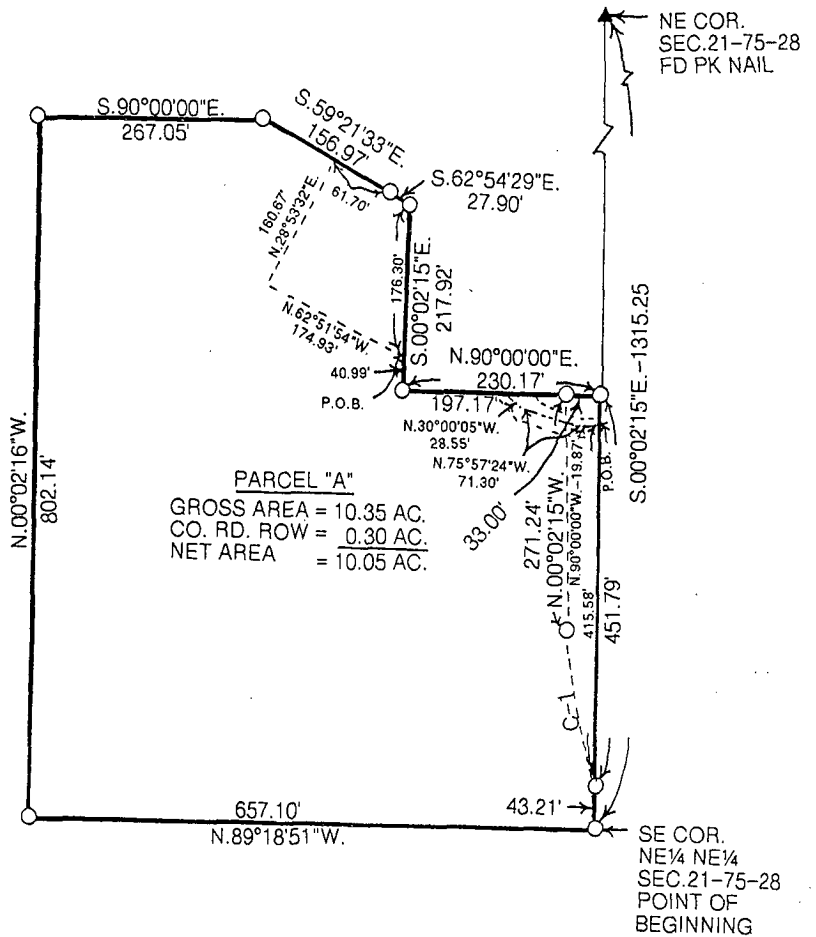 NE COR.
SEC.21-75-28
FD PK NAIL
S.90°00'00"E.
267.05'
S.59°21'33"E.
156.97'
S.62°54'29"E.
27.90'
61.70'
160.67'
N.28°53'32"E.
176.30'
S.00°02'15"E.
217.92'
N.62°51'54"W.
174.93'
40.99'
P.O.B.
N.90°00'00"E.
230.17'
197.17'
N.30°00'05"W.
28.55'
N.75°57'24"W.
71.30'
33.00'
P.O.B.
S.00°02'15"E.-1315.25
N.00°02'16"W.
802.14'
PARCEL "A"
GROSS AREA = 10.35 AC.
CO. RD. ROW = 0.30 AC.
NET AREA = 10.05 AC.
271.24'
N.00°02'15"W.
N.90°00'00"W.-19.87'
415.58'
451.79'
C-1
657.10'
N.89°18'51"W.
43.21'
SE COR.
NE¼ NE¼
SEC.21-75-28
POINT OF
BEGINNING